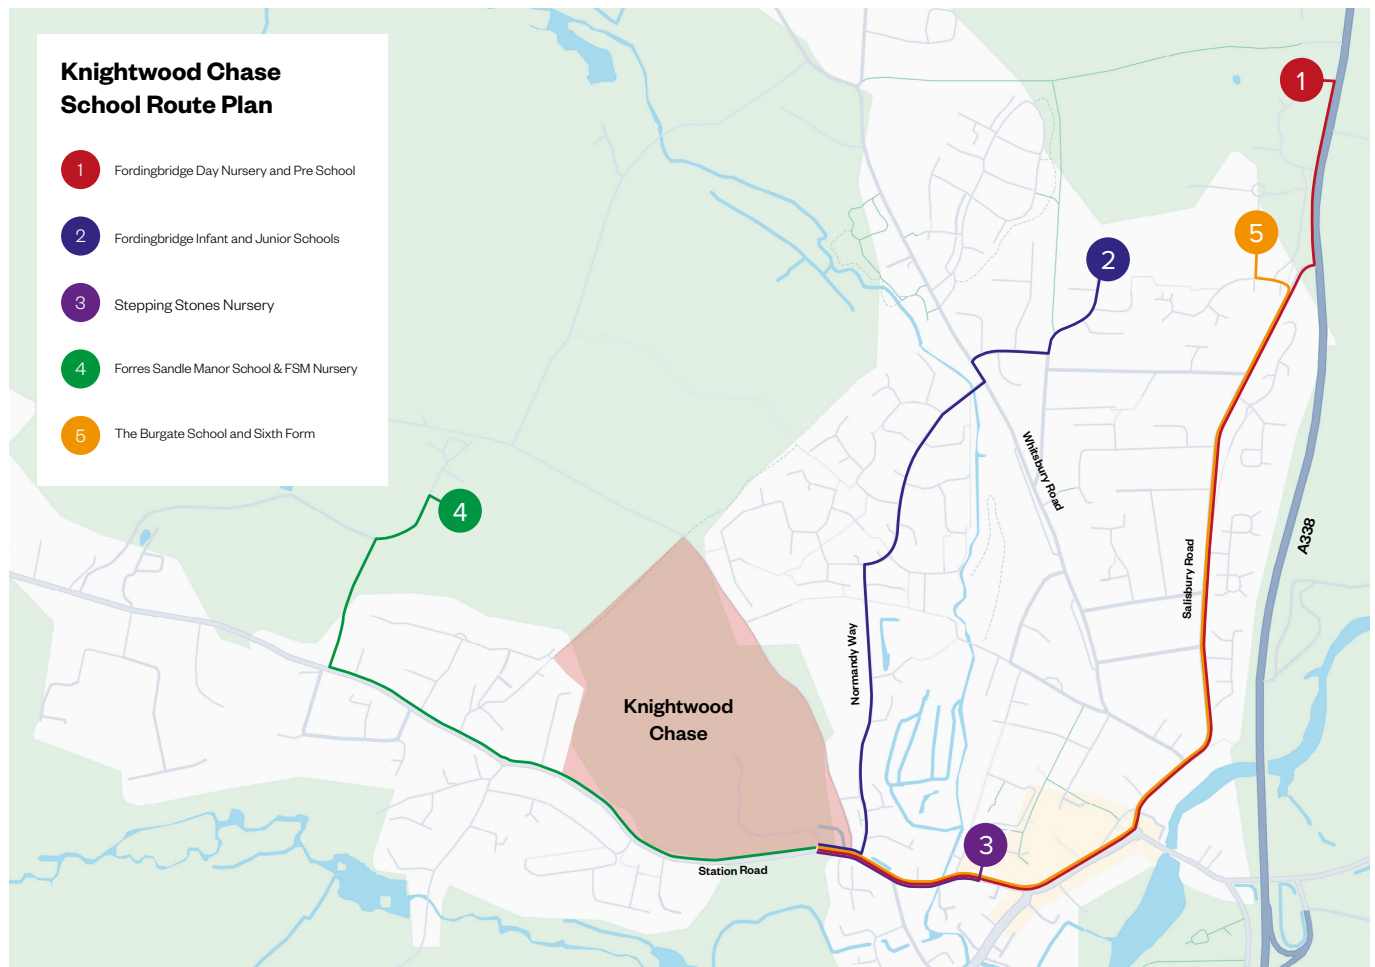 Knightwood Chase
School Route Plan
1 Fordingbridge Day Nursery and Pre School
2 Fordingbridge Infant and Junior Schools
3 Stepping Stones Nursery
4 Forres Sandle Manor School & FSM Nursery
5 The Burgate School and Sixth Form
1
5
2
Whitsbury Road
4
A338
Salisbury Road
Normandy Way
Knightwood
Chase
3
Station Road